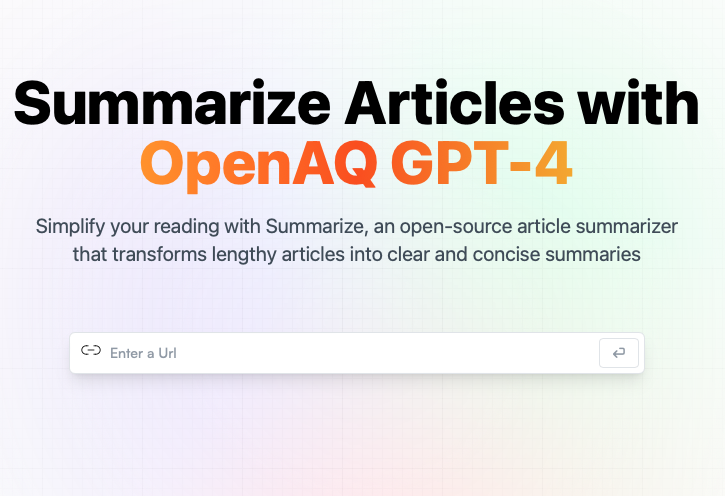 Summarize Articles with
OpenAQ GPT-4
Simplify your reading with Summarize, an open-source article summarizer
that transforms lengthy articles into clear and concise summaries
Enter a Url